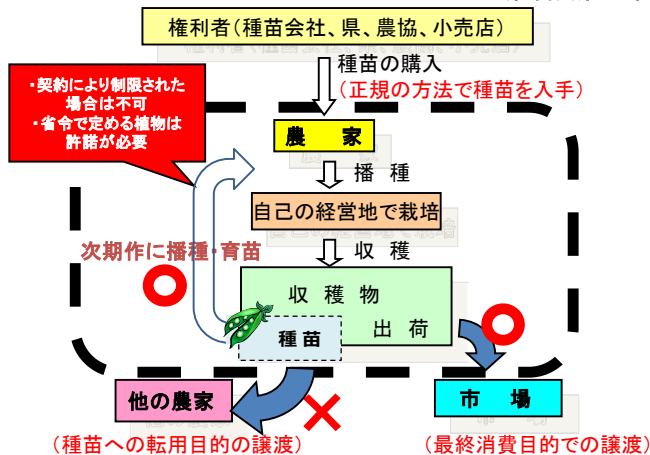 権利者（種苗会社、県、農協、小売店）
種苗の購入
（正規の方法で種苗を入手）
・契約により制限された
場合は不可
・省令で定める植物は
許諾が必要
農　家
播 種
自己の経営地で栽培
収 穫
次期作に播種・育苗
収 穫 物
出 荷
種 苗
他の農家
市　場
（種苗への転用目的の譲渡）
（最終消費目的での譲渡）